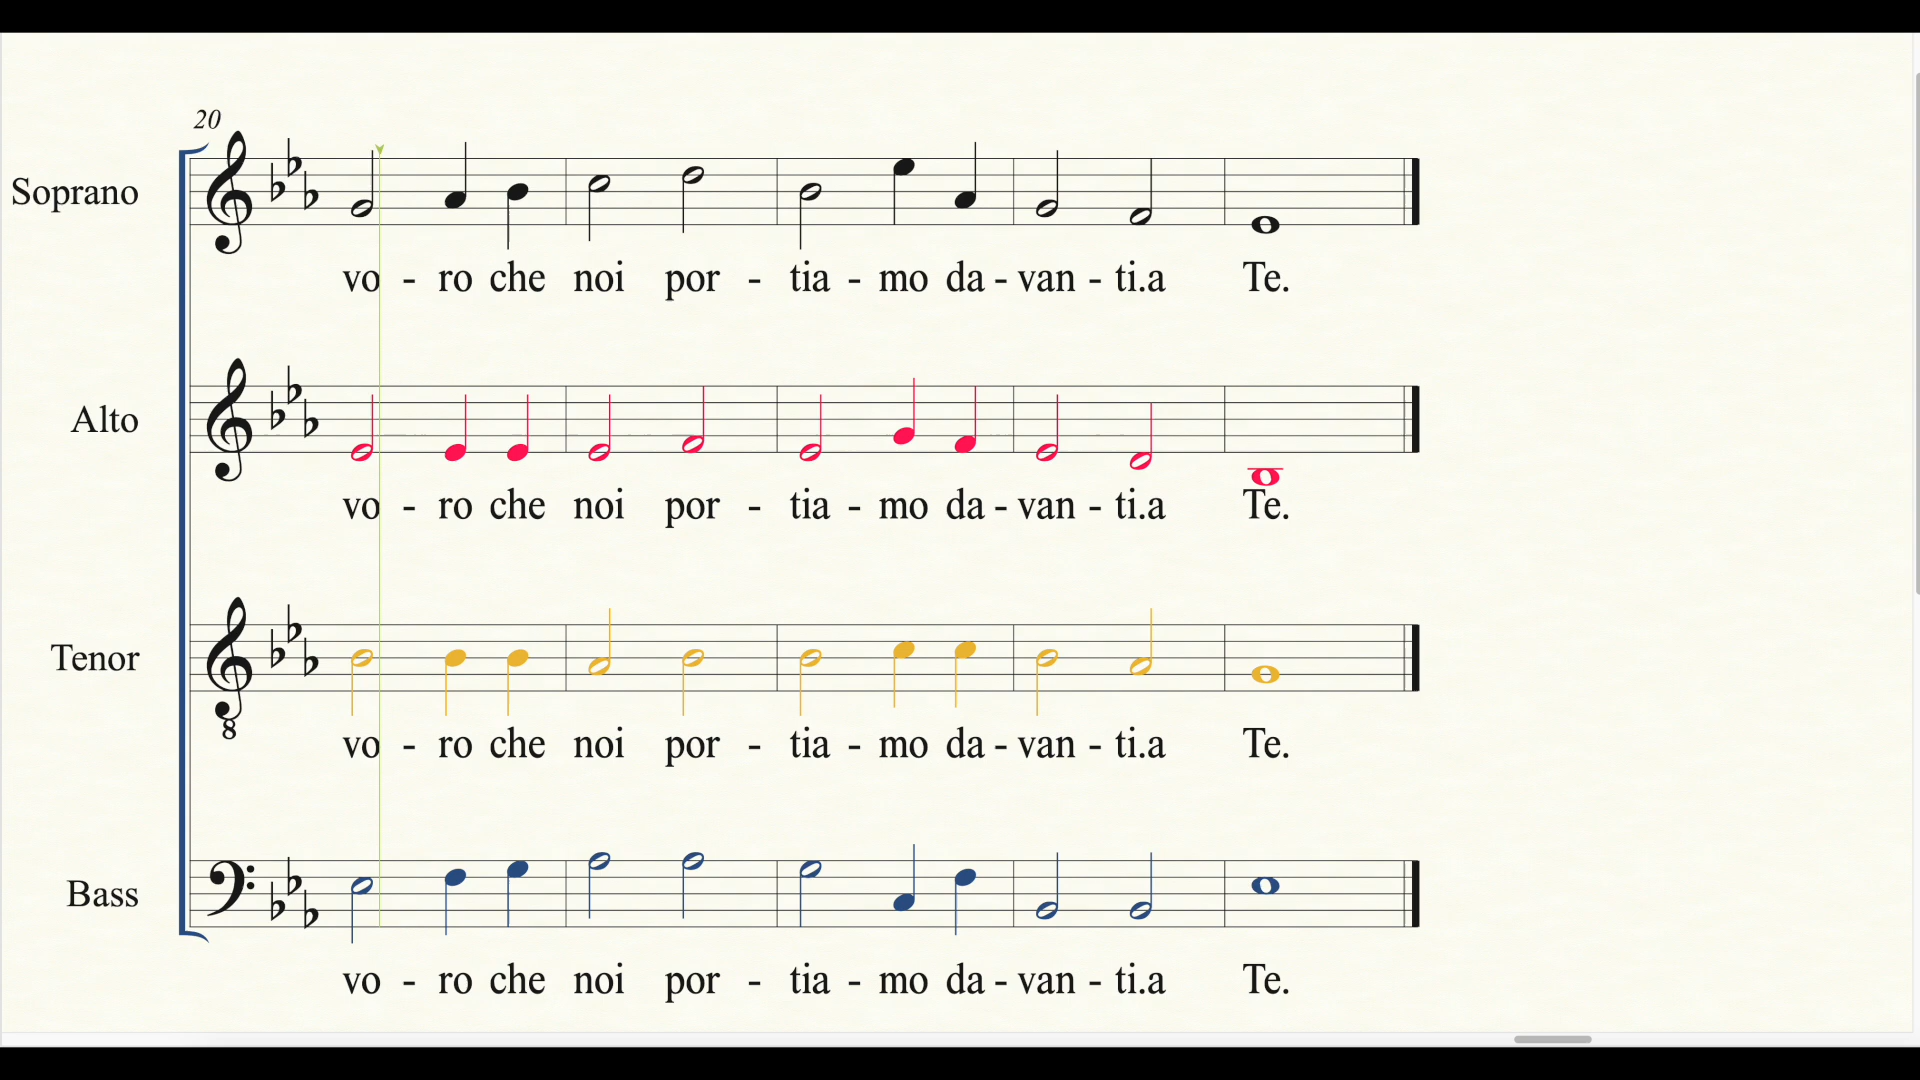 20
Soprano
vo - ro che noi por - tia - mo da - van - ti.a Te.
Alto
vo - ro che noi por - tia - mo da - van - ti.a Te.
Tenor
8
vo - ro che noi por - tia - mo da - van - ti.a Te.
Bass
vo - ro che noi por - tia - mo da - van - ti.a Te.